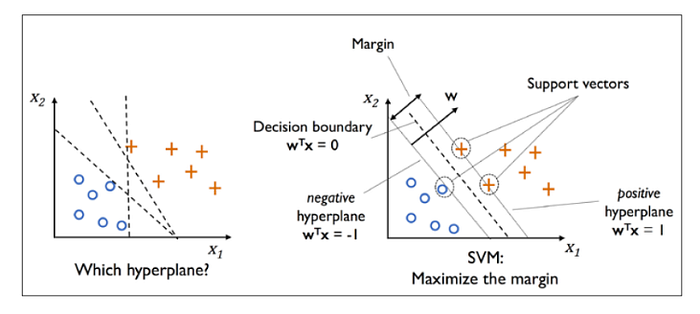 X2
X1
Which hyperplane?
Margin
X2
w
Support vectors
Decision boundary
wTx = 0
negative
hyperplane
wTx = -1
positive
hyperplane
wTx = 1
X1
SVM:
Maximize the margin